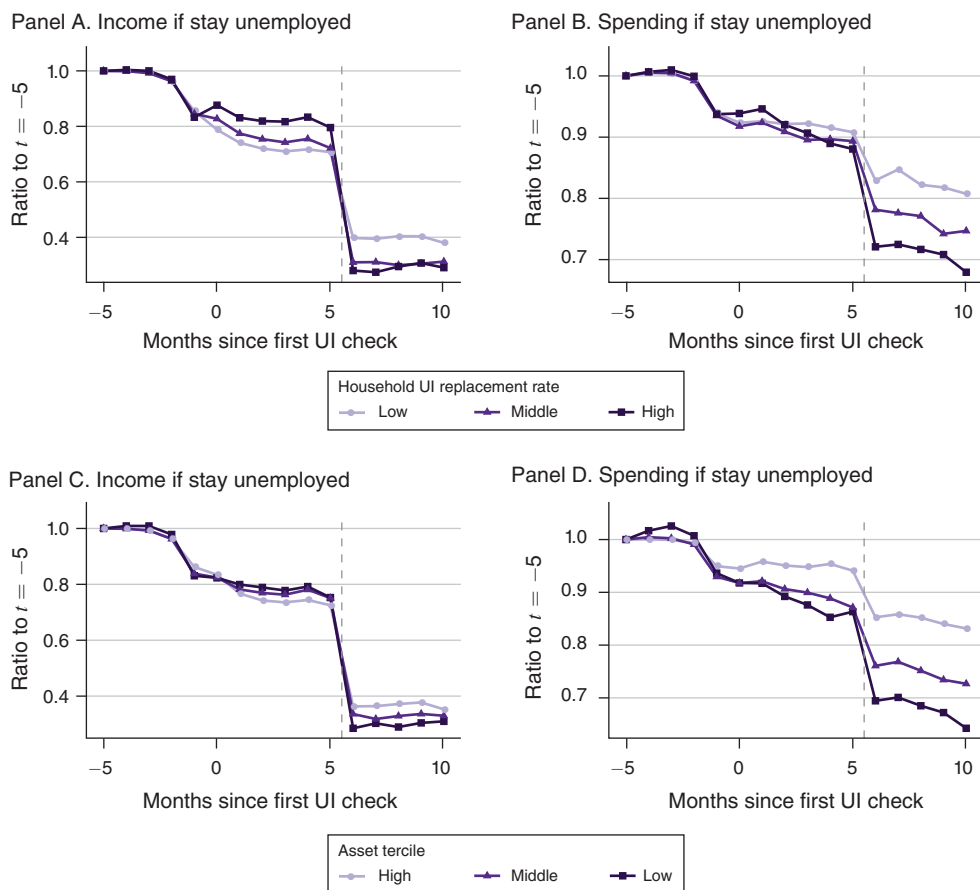 Panel A. Income if stay unemployed
Ratio to t = −5
1.0
0.8
0.6
0.4
−5 0 5 10
Months since first UI check
Panel B. Spending if stay unemployed
Ratio to t = −5
1.0
0.9
0.8
0.7
−5 0 5 10
Months since first UI check
Household UI replacement rate
Low Middle High
Panel C. Income if stay unemployed
Ratio to t = −5
1.0
0.8
0.6
0.4
−5 0 5 10
Months since first UI check
Panel D. Spending if stay unemployed
Ratio to t = −5
1.0
0.9
0.8
0.7
−5 0 5 10
Months since first UI check
Asset tercile
High Middle Low